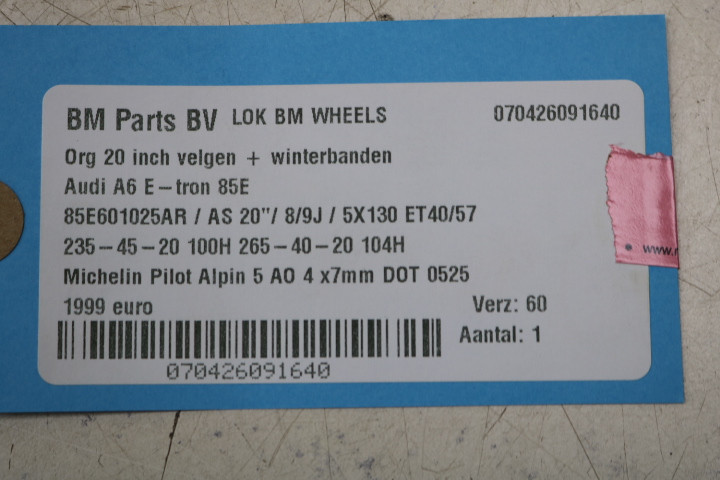 BM Parts BV LOK BM WHEELS 070426091640
Org 20 inch velgen + winterbanden
Audi A6 E-tron 85E
85E601025AR / AS 20"/ 8/9J / 5X130 ET40/57
235-45-20 100H 265-40-20 104H
Michelin Pilot Alpin 5 AO 4 x7mm DOT 0525
1999 euro Verz: 60
Aantal: 1
070426091640